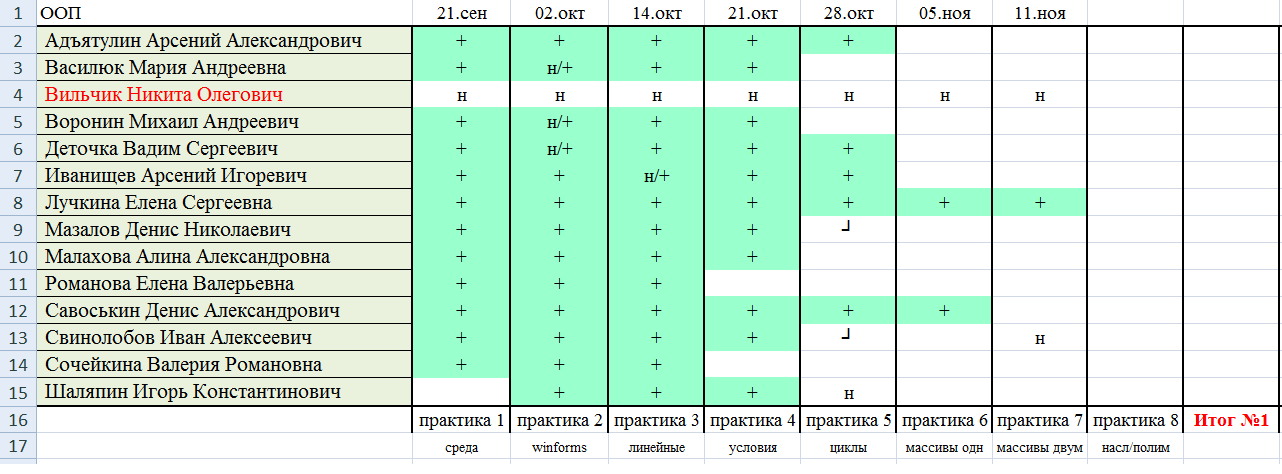 1 ООП 21.сен 02.окт 14.окт 21.окт 28.окт 05.ноя 11.ноя
2 Адъятулин Арсений Александрович + + + + +
3 Василюк Мария Андреевна + н/+ + +
4 Вильчик Никита Олегович н н н н н н н
5 Воронин Михаил Андреевич + н/+ + +
6 Деточка Вадим Сергеевич + н/+ + + +
7 Иванищев Арсений Игоревич + + н/+ + +
8 Лучкина Елена Сергеевна + + + + + + +
9 Мазалов Денис Николаевич + + + + ┘
10 Малахова Алина Александровна + + + +
11 Романова Елена Валерьевна + + +
12 Савоськин Денис Александрович + + + + + +
13 Свинолобов Иван Алексеевич + + + + ┘ н
14 Сочейкина Валерия Романовна + + +
15 Шаляпин Игорь Константинович + + + н
16 практика 1 практика 2 практика 3 практика 4 практика 5 практика 6 практика 7 практика 8 Итог №1
17 среда winforms линейные условия циклы массивы одн массивы двум насл/полим